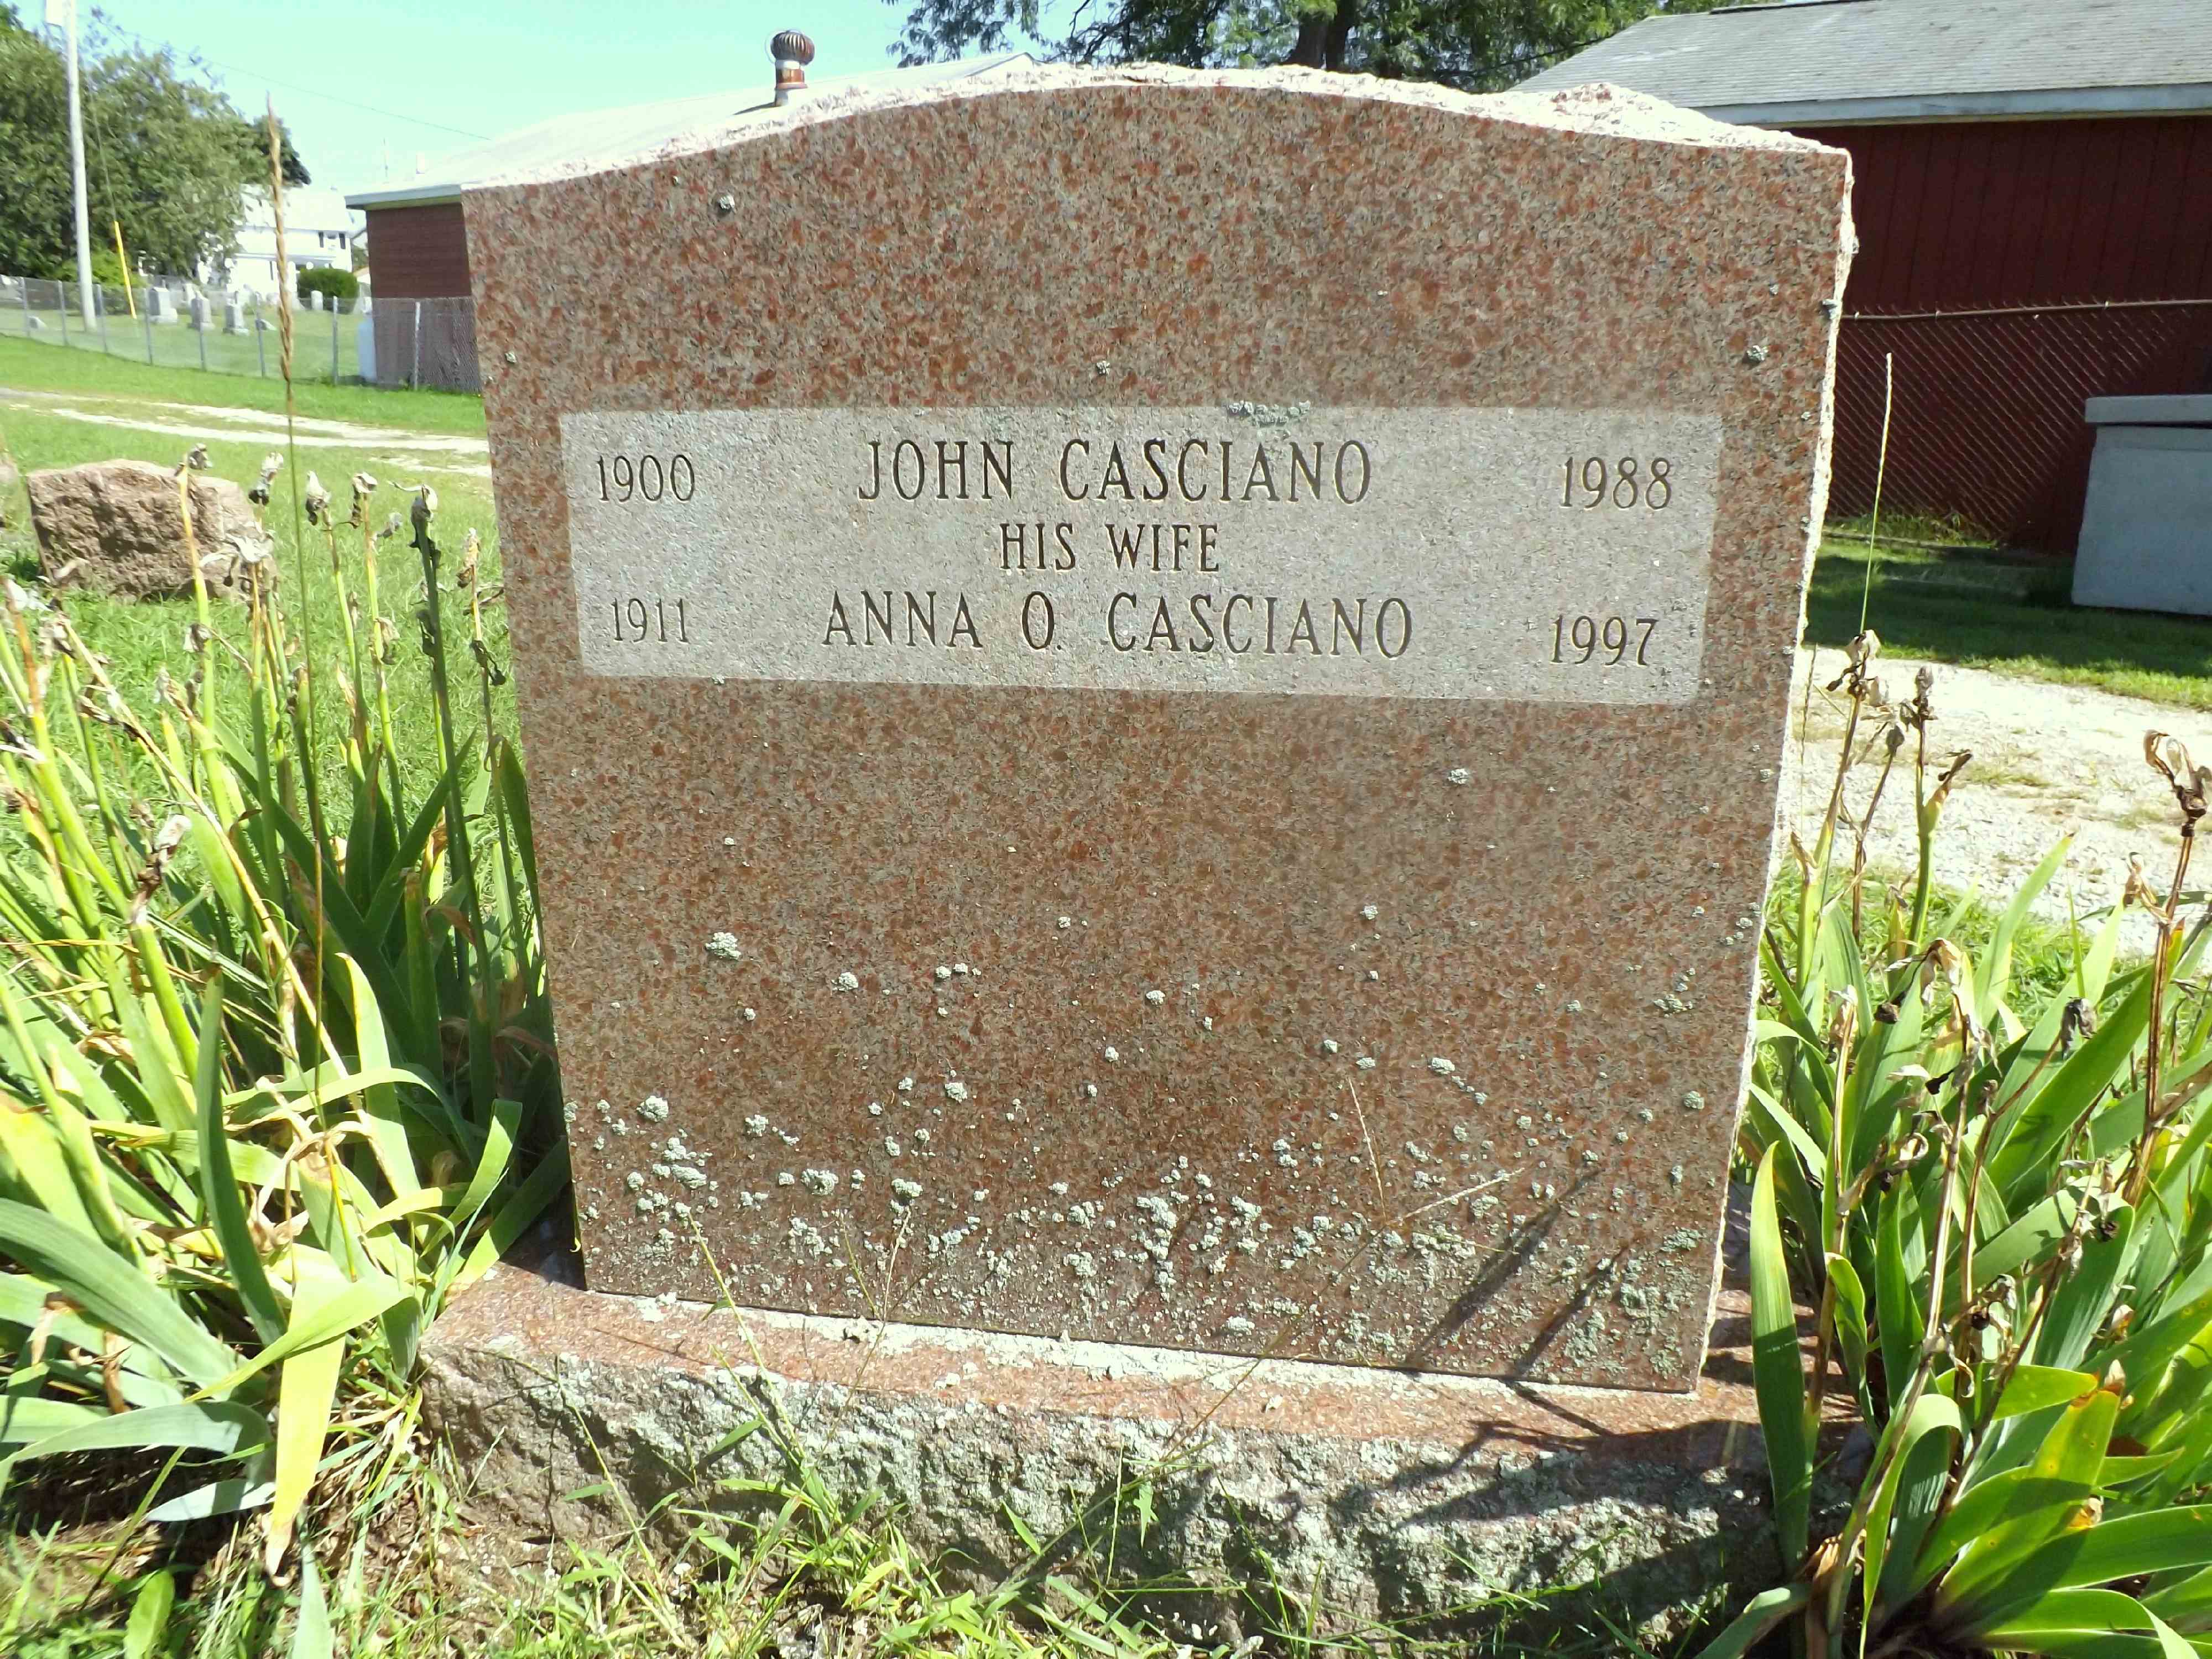 1900 JOHN CASCIANO 1988
HIS WIFE
1911 ANNA O. CASCIANO 1997